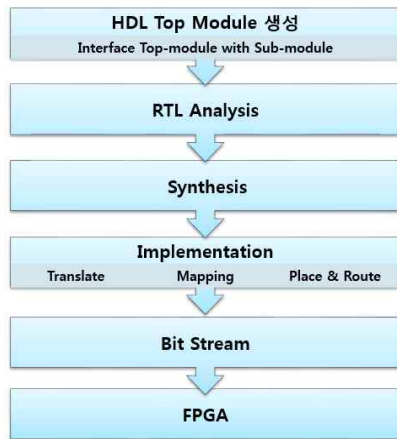 HDL Top Module 생성
Interface Top-module with Sub-module
RTL Analysis
Synthesis
Implementation
Translate Mapping Place & Route
Bit Stream
FPGA